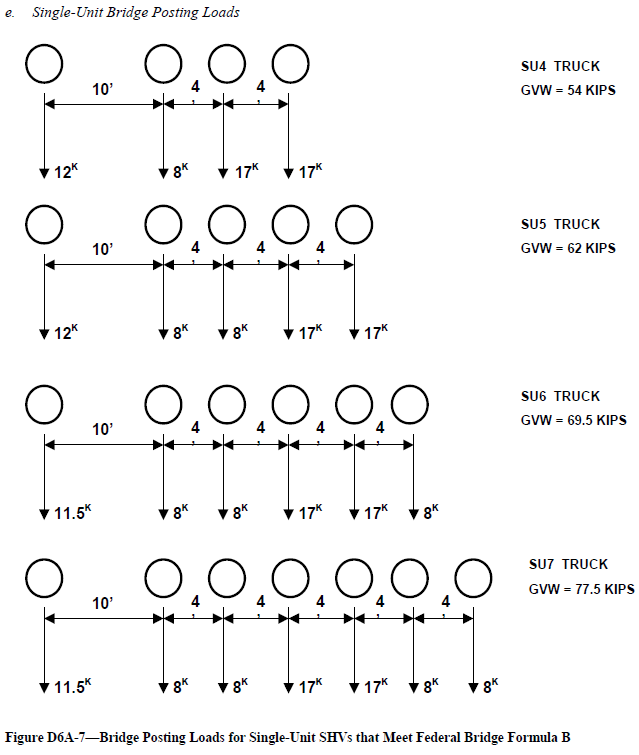 e. Single-Unit Bridge Posting Loads
10’ 4’ 4’
SU4 TRUCK
GVW = 54 KIPS
12K 8K 17K 17K
10’ 4’ 4’ 4’
SU5 TRUCK
GVW = 62 KIPS
12K 8K 8K 17K 17K
SU6 TRUCK
GVW = 69.5 KIPS
10’ 4’ 4’ 4’ 4’
11.5K 8K 8K 17K 17K 8K
SU7 TRUCK
GVW = 77.5 KIPS
10’ 4’ 4’ 4’ 4’ 4’
11.5K 8K 8K 17K 17K 8K 8K
Figure D6A-7—Bridge Posting Loads for Single-Unit SHVs that Meet Federal Bridge Formula B